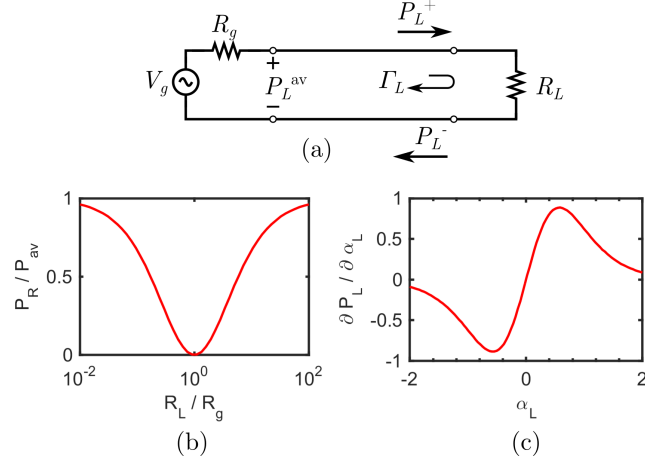 P_L^+
R_g
+
V_g
P_L^av
Γ_L
R_L
−
P_L^-
(a)
1
P_R / P_av
0.5
0
10^-2
10^0
10^2
R_L / R_g
(b)
1
∂ P_L / ∂ α_L
0.5
0
-0.5
-1
-2
0
2
α_L
(c)